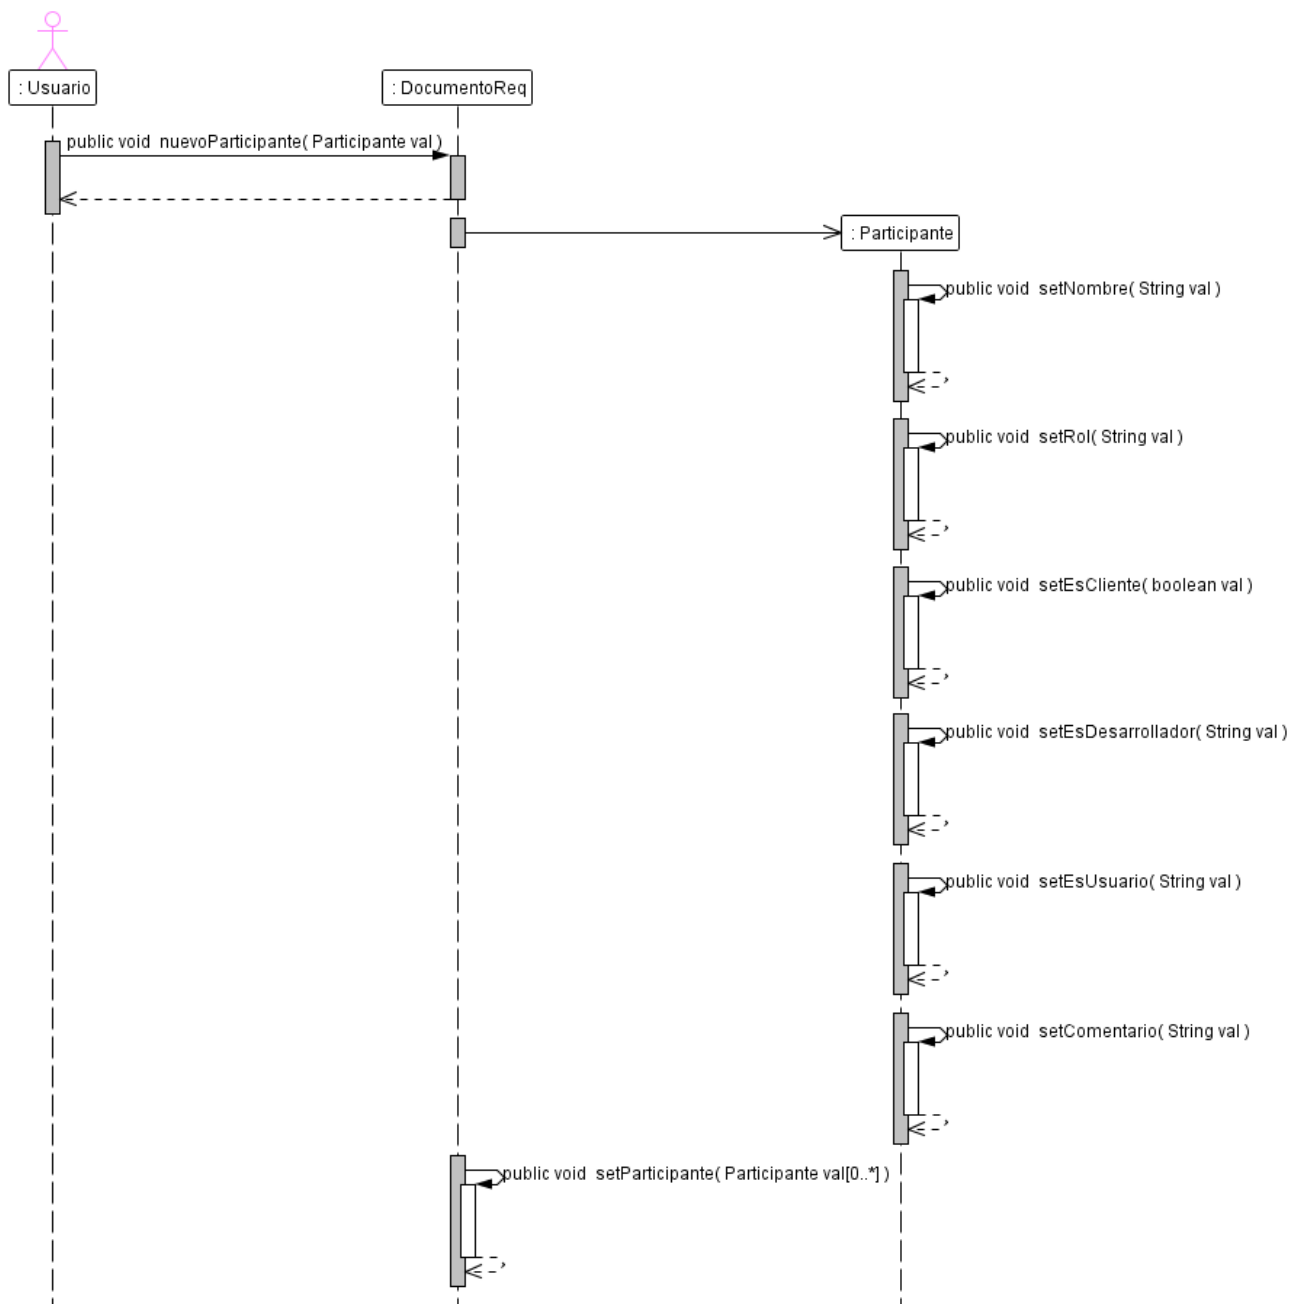 : Usuario
: DocumentoReq
public void nuevoParticipante( Participante val )
: Participante
public void setNombre( String val )
public void setRol( String val )
public void setEsCliente( boolean val )
public void setEsDesarrollador( String val )
public void setEsUsuario( String val )
public void setComentario( String val )
public void setParticipante( Participante val[0..*] )